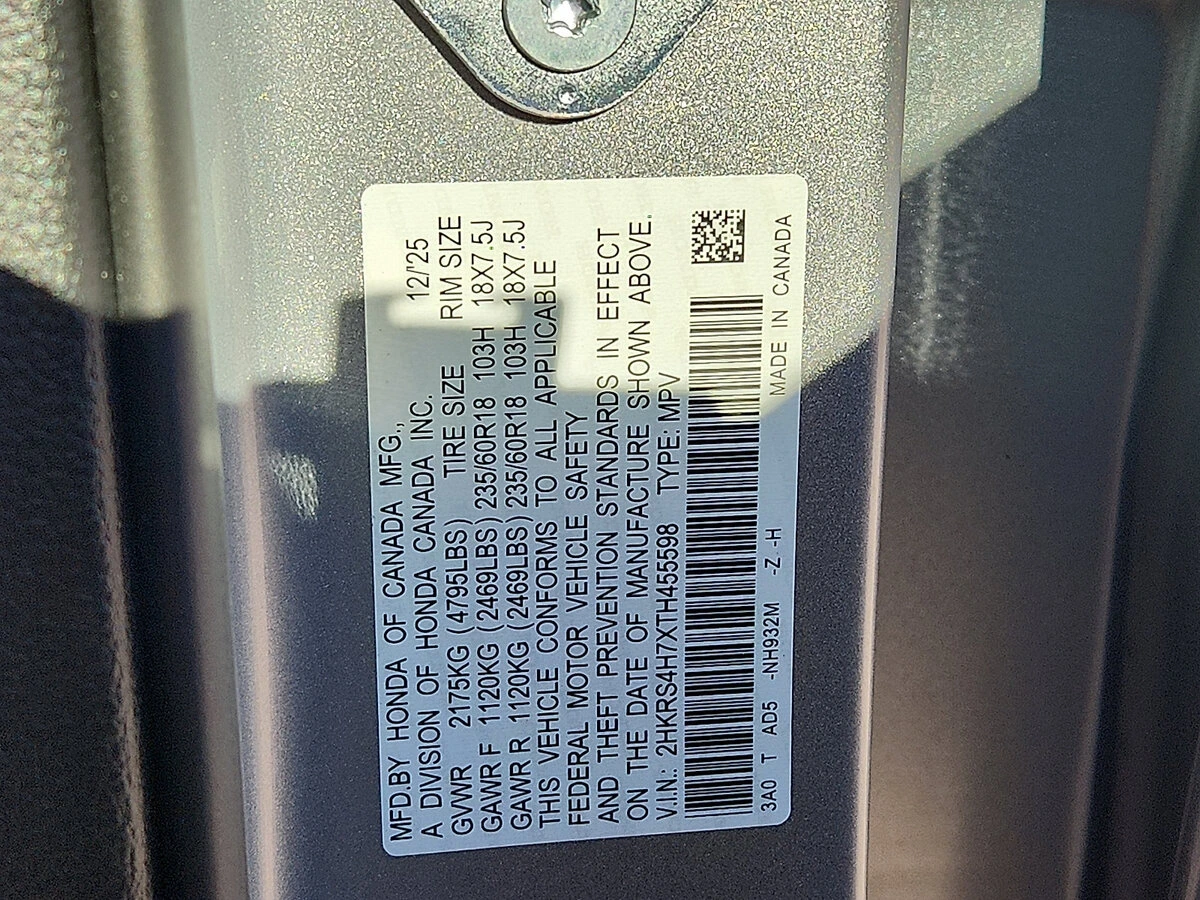 MFD.BY HONDA OF CANADA MFG.,
A DIVISION OF HONDA CANADA INC. 12/'25
GVWR 2175KG (4795LBS) TIRE SIZE RIM SIZE
GAWR F 1120KG (2469LBS) 235/60R18 103H 18X7.5J
GAWR R 1120KG (2469LBS) 235/60R18 103H 18X7.5J
THIS VEHICLE CONFORMS TO ALL APPLICABLE
FEDERAL MOTOR VEHICLE SAFETY
AND THEFT PREVENTION STANDARDS IN EFFECT
ON THE DATE OF MANUFACTURE SHOWN ABOVE.
V.I.N.: 2HKRS4H7XTH455598 TYPE: MPV
3A0 T AD5 -NH932M -Z -H MADE IN CANADA